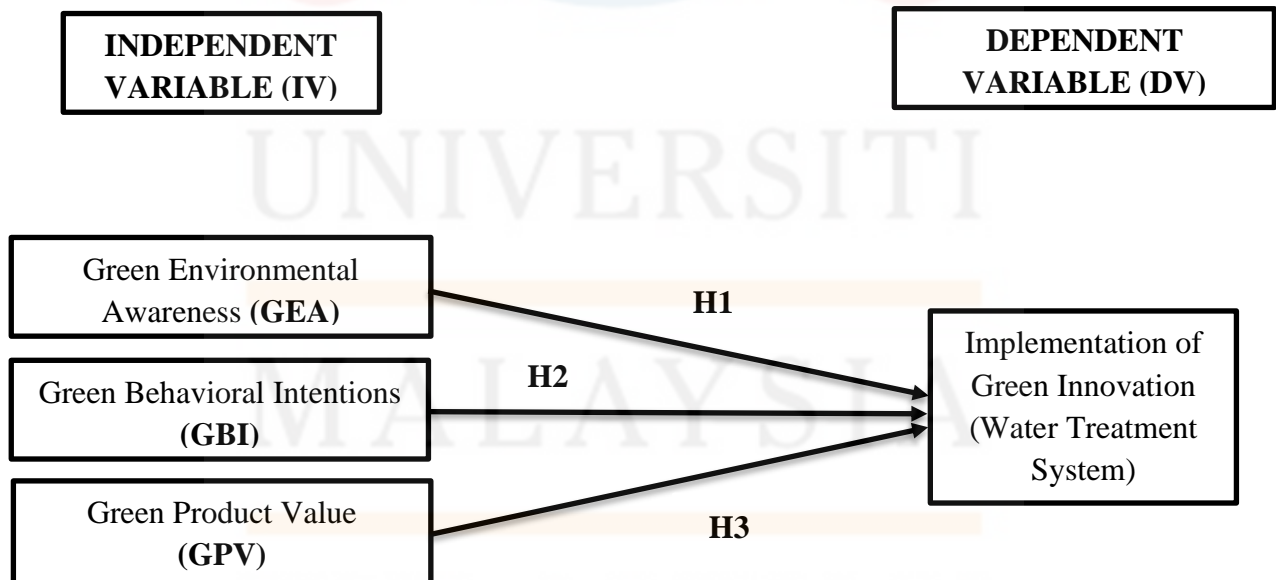 INDEPENDENT
VARIABLE (IV)
DEPENDENT
VARIABLE (DV)
UNIVERSITI
Green Environmental
Awareness (GEA)
H1
Implementation of
Green Innovation
(Water Treatment
System)
H2
Green Behavioral Intentions
(GBI)
MALAYSIA
Green Product Value
(GPV)
H3